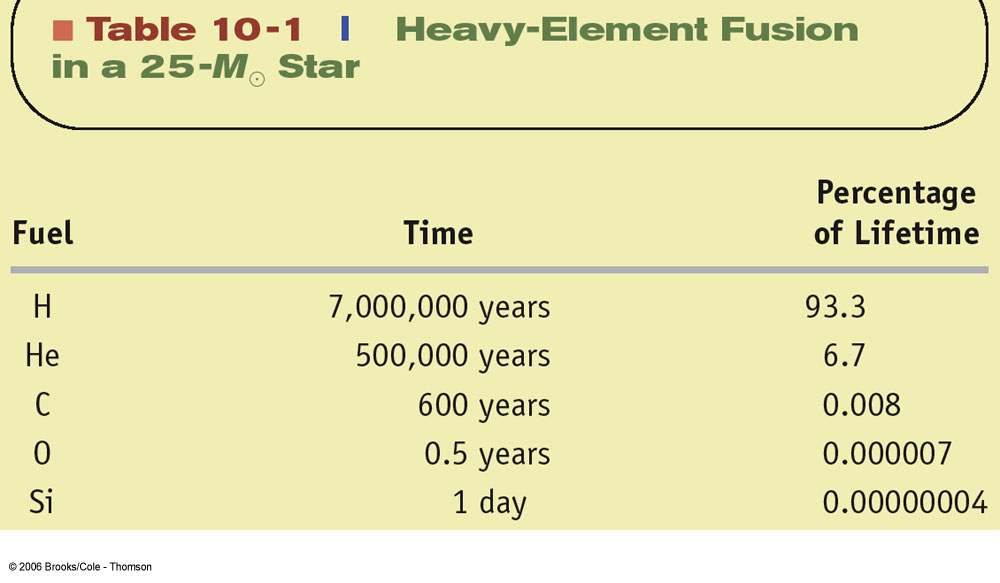 Table 10-1 Heavy-Element Fusion
in a 25-M☉ Star
Percentage
Fuel Time of Lifetime
H 7,000,000 years 93.3
He 500,000 years 6.7
C 600 years 0.008
O 0.5 years 0.000007
Si 1 day 0.00000004
© 2006 Brooks/Cole - Thomson